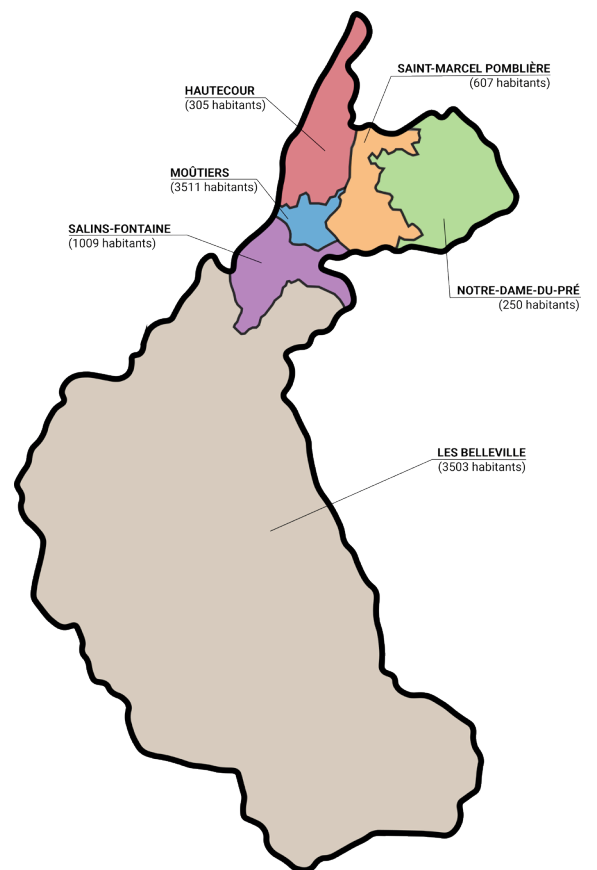 SAINT-MARCEL POMBLIÈRE
(607 habitants)
HAUTECOUR
(305 habitants)
MOÛTIERS
(3511 habitants)
SALINS-FONTAINE
(1009 habitants)
NOTRE-DAME-DU-PRÉ
(250 habitants)
LES BELLEVILLE
(3503 habitants)